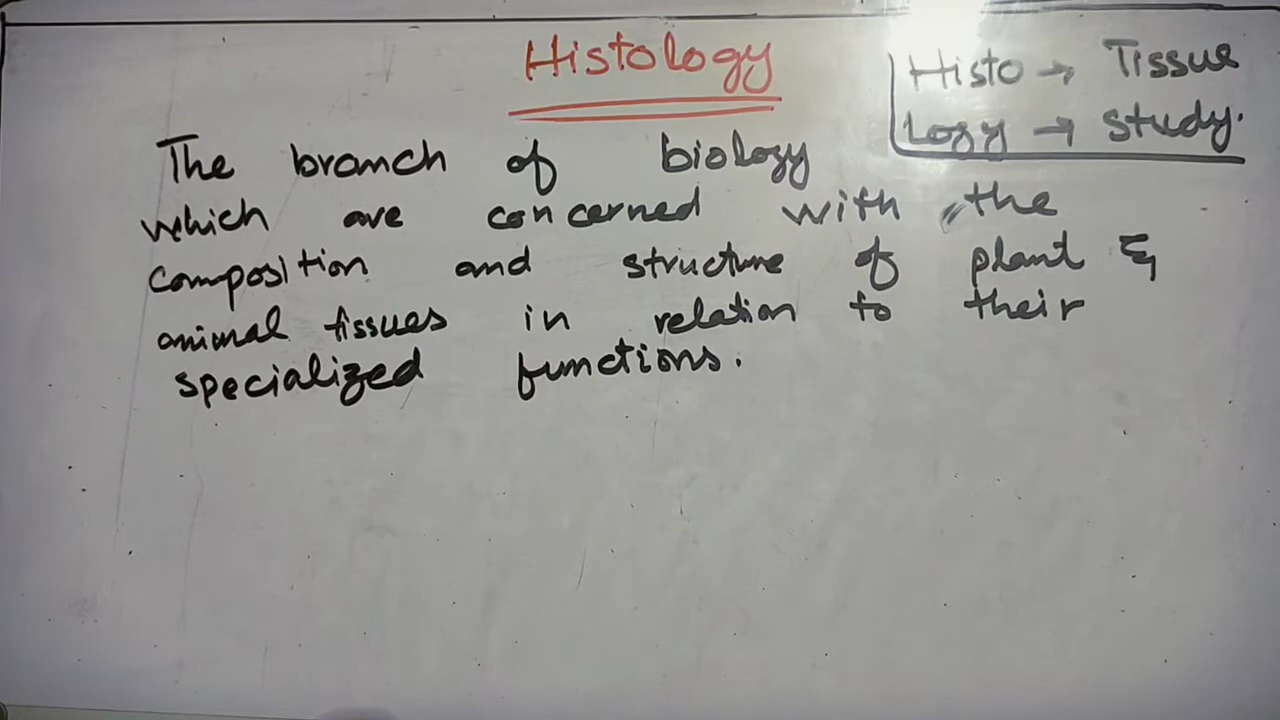 Histology
Histo → Tissue
Logy → study.
The branch of biology
which are concerned with the
composition and structure of plant &
animal tissues in relation to their
specialized functions.